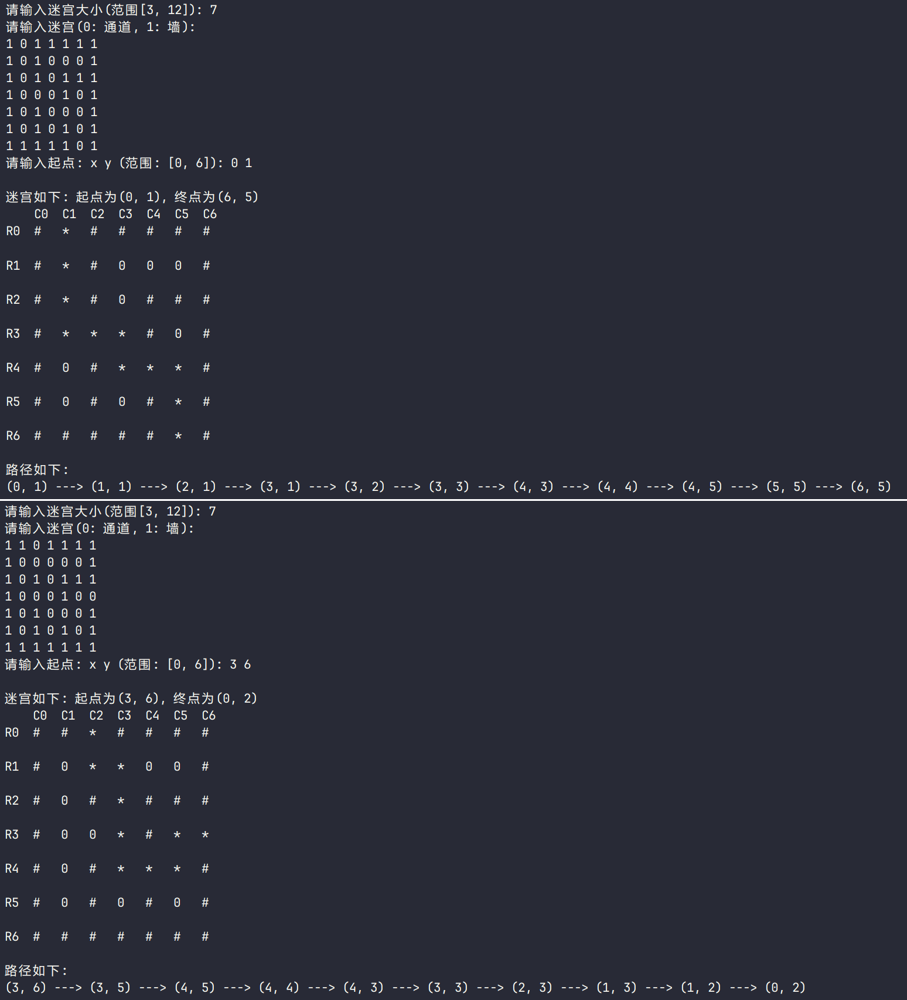 请输入迷宫大小(范围[3, 12]): 7
请输入迷宫(0: 通道, 1: 墙):
1 0 1 1 1 1 1
1 0 1 0 0 0 1
1 0 1 0 1 1 1
1 0 0 0 1 0 1
1 0 1 0 0 0 1
1 0 1 0 1 0 1
1 1 1 1 1 0 1
请输入起点: x y (范围: [0, 6]): 0 1
迷宫如下: 起点为(0, 1), 终点为(6, 5)
C0 C1 C2 C3 C4 C5 C6
R0 # * # # # # #
R1 # * # 0 0 0 #
R2 # * # 0 # # #
R3 # * * * # 0 #
R4 # 0 # * * * #
R5 # 0 # 0 # * #
R6 # # # # # * #
路径如下:
(0, 1) ---> (1, 1) ---> (2, 1) ---> (3, 1) ---> (3, 2) ---> (3, 3) ---> (4, 3) ---> (4, 4) ---> (4, 5) ---> (5, 5) ---> (6, 5)
请输入迷宫大小(范围[3, 12]): 7
请输入迷宫(0: 通道, 1: 墙):
1 1 0 1 1 1 1
1 0 0 0 0 0 1
1 0 1 0 1 1 1
1 0 0 0 1 0 0
1 0 1 0 0 0 1
1 0 1 0 1 0 1
1 1 1 1 1 1 1
请输入起点: x y (范围: [0, 6]): 3 6
迷宫如下: 起点为(3, 6), 终点为(0, 2)
C0 C1 C2 C3 C4 C5 C6
R0 # # * # # # #
R1 # 0 * * 0 0 #
R2 # 0 # * # # #
R3 # 0 0 * # * *
R4 # 0 # * * * #
R5 # 0 # 0 # 0 #
R6 # # # # # # #
路径如下:
(3, 6) ---> (3, 5) ---> (4, 5) ---> (4, 4) ---> (4, 3) ---> (3, 3) ---> (2, 3) ---> (1, 3) ---> (1, 2) ---> (0, 2)